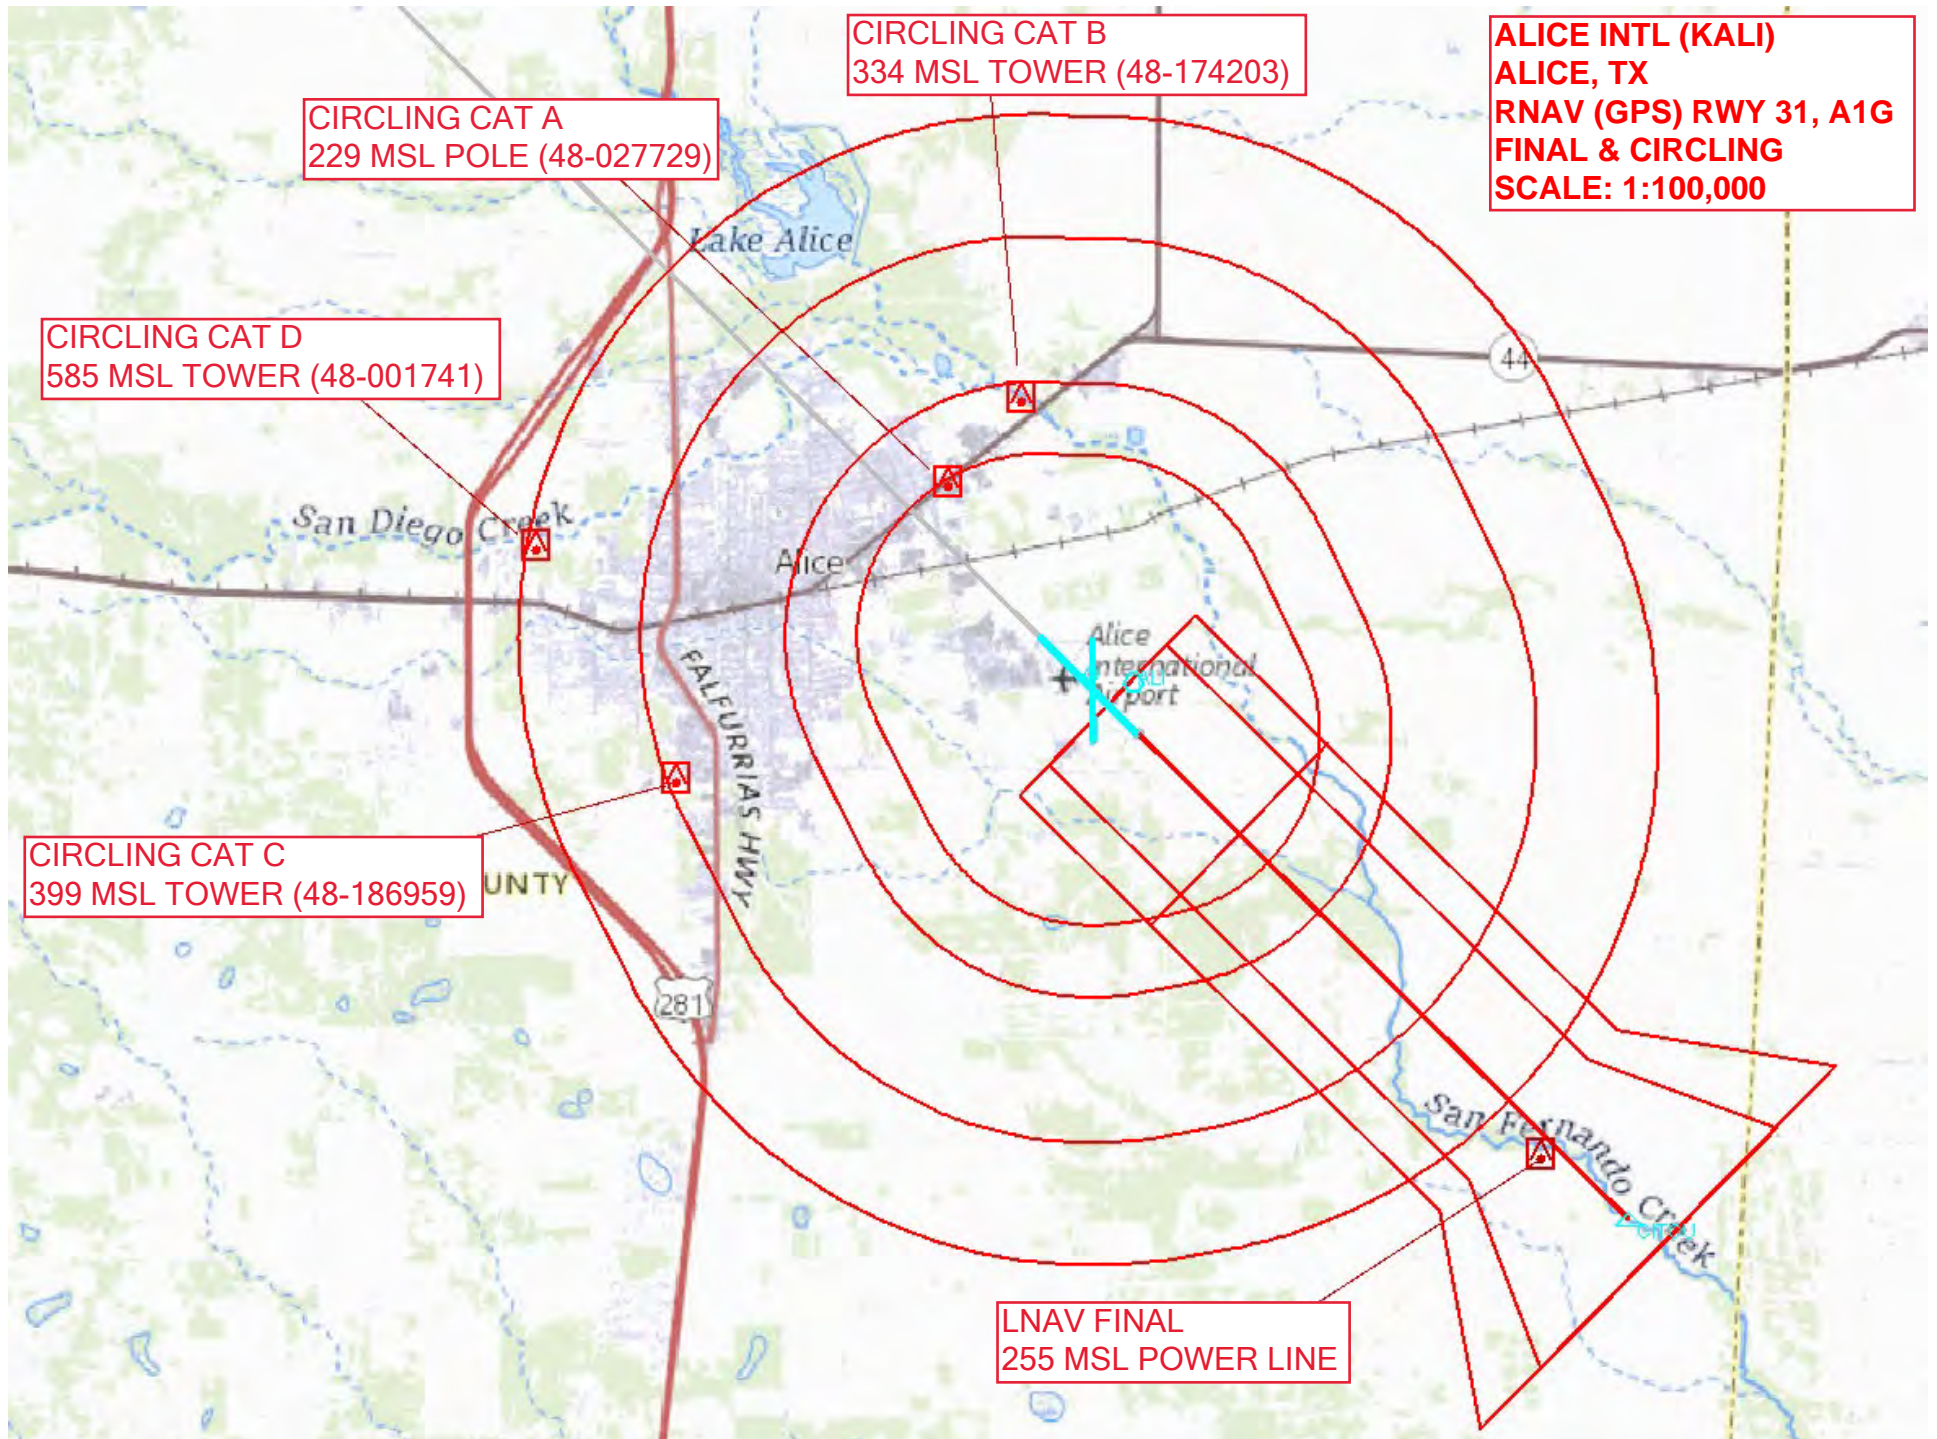 CIRCLING CAT B
334 MSL TOWER (48-174203)
ALICE INTL (KALI)
ALICE, TX
RNAV (GPS) RWY 31, A1G
FINAL & CIRCLING
SCALE: 1:100,000
CIRCLING CAT A
229 MSL POLE (48-027729)
Lake Alice
CIRCLING CAT D
585 MSL TOWER (48-001741)
44
San Diego Creek
Alice
Alice
International
Airport
ALI
FALFURRIAS HWY
CIRCLING CAT C
399 MSL TOWER (48-186959)
UNTY
281
San Fernando Creek
LNAV FINAL
255 MSL POWER LINE